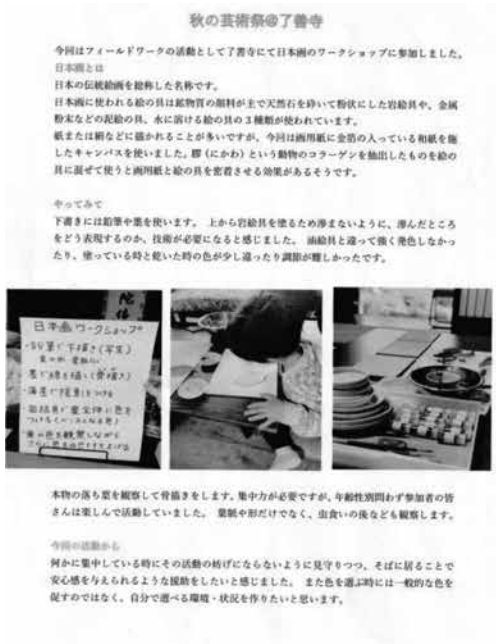 秋の芸術祭@了善寺
今回はフィールドワークの活動として了善寺にて日本画のワークショップに参加しました。
日本画とは
日本の伝統絵画を総称した名称です。
日本画に使われる絵の具は鉱物質の顔料が主で天然石を砕いて粉状にした岩絵具や、金属
粉末などの泥絵の具、水に溶ける絵の具の3種類が使われています。
紙または絹などに描かれることが多いですが、今回は画用紙に金箔の入っている和紙を施
したキャンバスを使いました。膠（にかわ）という動物のコラーゲンを抽出したものを絵の
具に混ぜて使うと画用紙と絵の具を密着させる効果があるそうです。
やってみて
下書きには鉛筆や墨を使います。 上から岩絵具を塗るため滲まないように、滲んだところ
をどう表現するのか、技術が必要になると感じました。 油絵具と違って強く発色しなかっ
たり、塗っている時と乾いた時の色が少し違ったり調節が難しかったです。
日本画ワークショップ
・鉛筆で下描き(写生)
・墨で線を描く(骨描き)
本物の落ち葉を観察して骨描きをします。集中力が必要ですが、年齢性別問わず参加者の皆
さんは楽しんで活動していました。 葉脈や形だけでなく、虫食いの後なども観察します。
今回の活動から
何かに集中している時にその活動の妨げにならないように見守りつつ、そばに居ることで
安心感を与えられるような援助をしたいと感じました。 また色を選ぶ時には一般的な色を
促すのではなく、自分で選べる環境・状況を作りたいと思います。